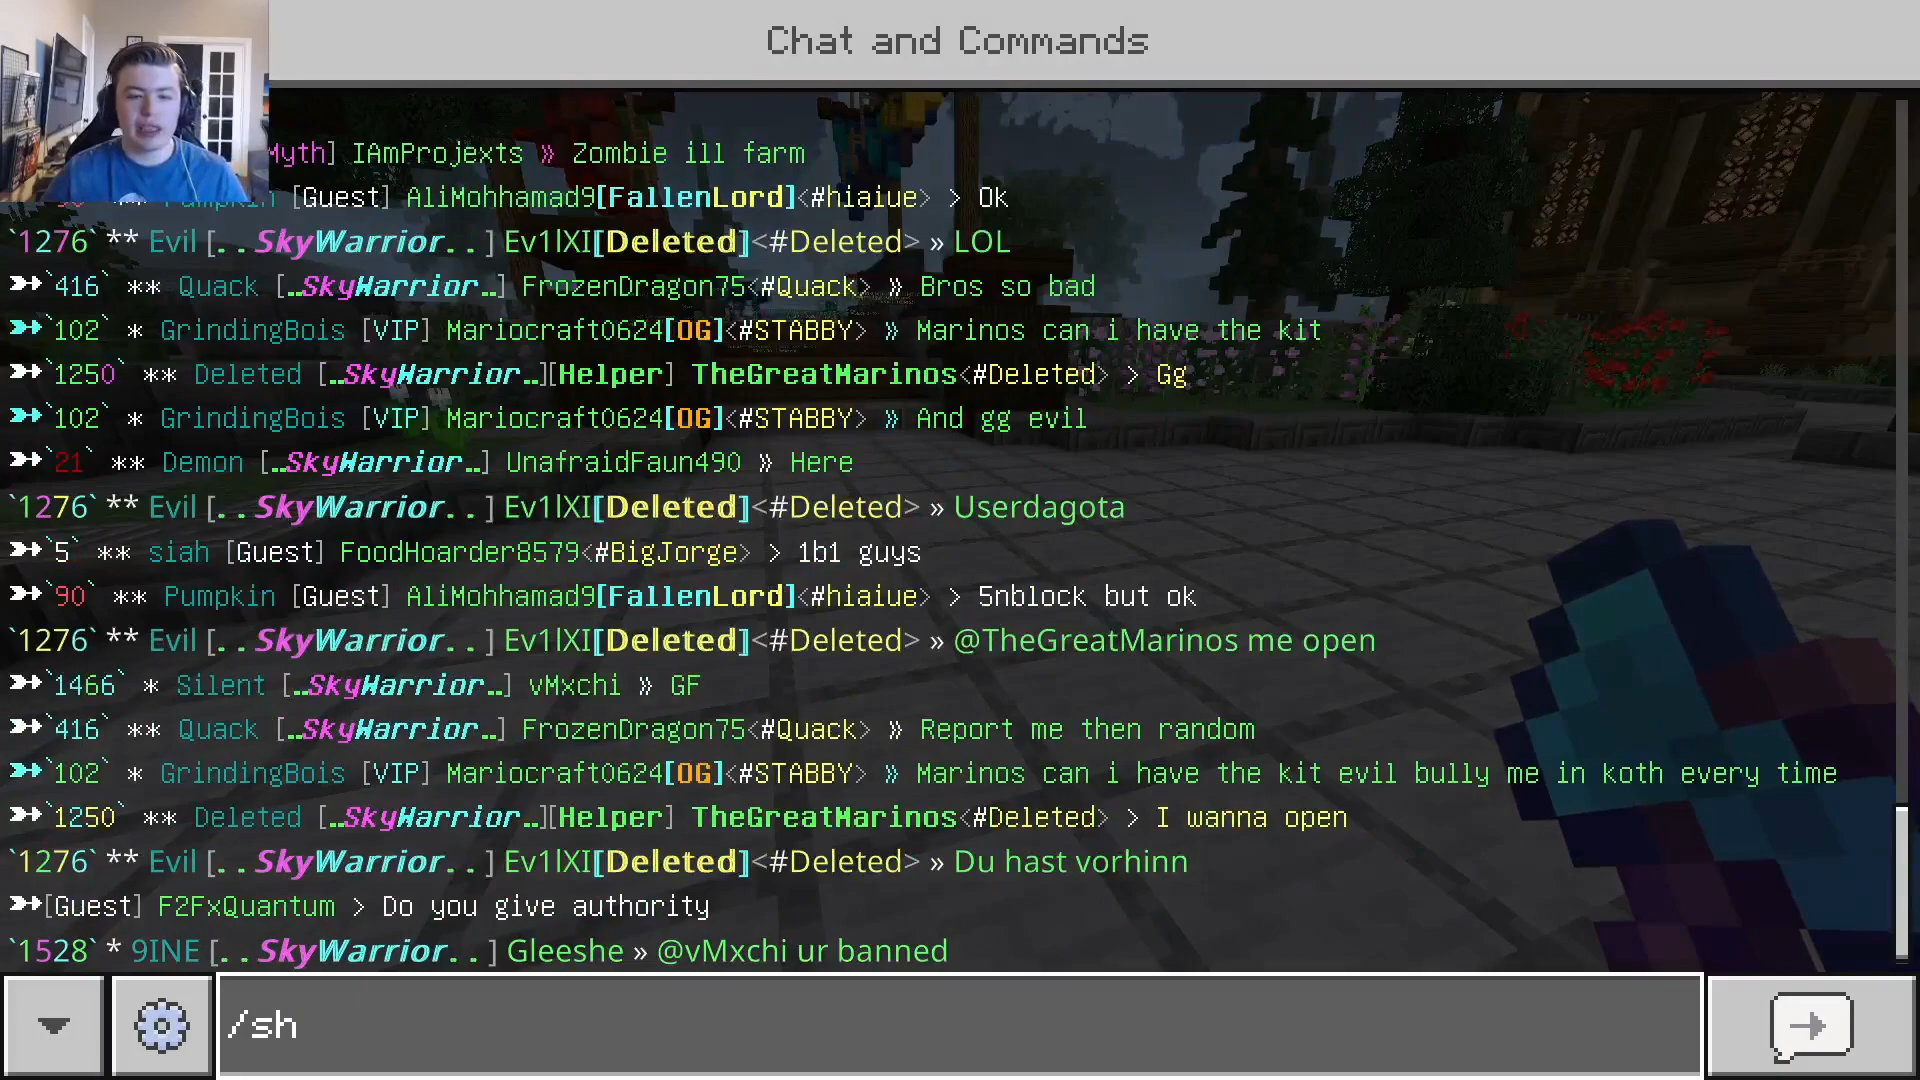 Chat and Commands
Myth] IAmProjexts » Zombie ill farm
Pumpkin [Guest] AliMohhamad9[FallenLord]<#hiaiue> > Ok
`1276` ** Evil [..SkyWarrior..] Ev1lXI[Deleted]<#Deleted> » LOL
`416` ** Quack [..SkyWarrior..] FrozenDragon75<#Quack> » Bros so bad
`102` * GrindingBois [VIP] Mariocraft0624[OG]<#STABBY> » Marinos can i have the kit
`1250` ** Deleted [..SkyWarrior..][Helper] TheGreatMarinos<#Deleted> > Gg
`102` * GrindingBois [VIP] Mariocraft0624[OG]<#STABBY> » And gg evil
`21` ** Demon [..SkyWarrior..] UnafraidFaun490 » Here
`1276` ** Evil [..SkyWarrior..] Ev1lXI[Deleted]<#Deleted> » Userdagota
`5` ** siah [Guest] FoodHoarder8579<#BigJorge> > 1b1 guys
`90` ** Pumpkin [Guest] AliMohhamad9[FallenLord]<#hiaiue> > 5nblock but ok
`1276` ** Evil [..SkyWarrior..] Ev1lXI[Deleted]<#Deleted> » @TheGreatMarinos me open
`1466` * Silent [..SkyWarrior..] vMxchi » GF
`416` ** Quack [..SkyWarrior..] FrozenDragon75<#Quack> » Report me then random
`102` * GrindingBois [VIP] Mariocraft0624[OG]<#STABBY> » Marinos can i have the kit evil bully me in koth every time
`1250` ** Deleted [..SkyWarrior..][Helper] TheGreatMarinos<#Deleted> > I wanna open
`1276` ** Evil [..SkyWarrior..] Ev1lXI[Deleted]<#Deleted> » Du hast vorhinn
[Guest] F2FxQuantum > Do you give authority
`1528` * 9INE [..SkyWarrior..] Gleeshe » @vMxchi ur banned
/sh